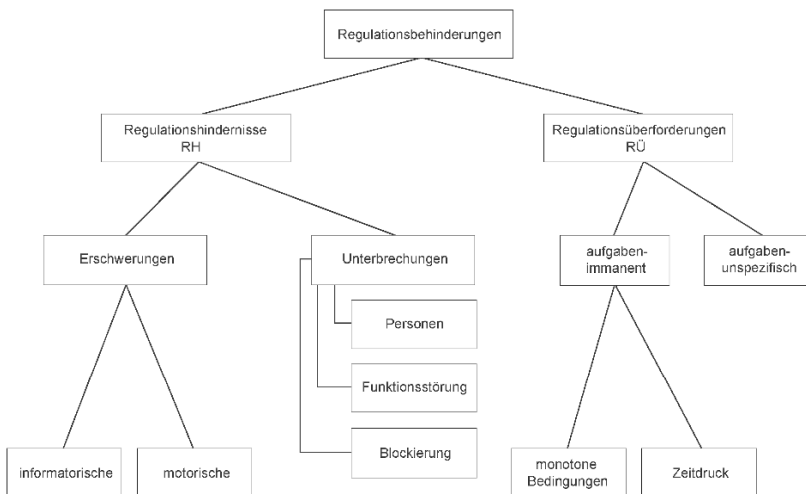 Regulationsbehinderungen
Regulationshindernisse
RH
Regulationsüberforderungen
RÜ
Erschwerungen
Unterbrechungen
aufgaben-
immanent
aufgaben-
unspezifisch
Personen
Funktionsstörung
Blockierung
informatorische
motorische
monotone
Bedingungen
Zeitdruck